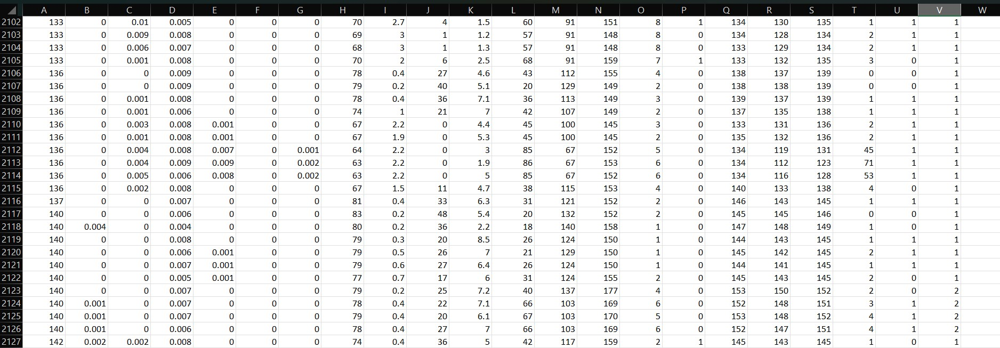 A B C D E F G H I J K L M N O P Q R S T U V W
2102 133 0 0.01 0.005 0 0 0 70 2.7 4 1.5 60 91 151 8 1 134 130 135 1 1 1
2103 133 0 0.009 0.008 0 0 0 69 3 1 1.2 57 91 148 8 0 134 128 134 2 1 1
2104 133 0 0.006 0.007 0 0 0 68 3 1 1.3 57 91 148 8 0 133 129 134 2 1 1
2105 133 0 0.001 0.008 0 0 0 70 2 6 2.5 68 91 159 7 1 133 132 135 3 0 1
2106 136 0 0 0.009 0 0 0 78 0.4 27 4.6 43 112 155 4 0 138 137 139 0 0 1
2107 136 0 0 0.009 0 0 0 79 0.2 40 5.1 20 129 149 2 0 138 138 139 0 0 1
2108 136 0 0.001 0.008 0 0 0 78 0.4 36 7.1 36 113 149 3 0 139 137 139 1 1 1
2109 136 0 0.001 0.006 0 0 0 74 1 21 7 42 107 149 2 0 137 135 138 1 1 1
2110 136 0 0.003 0.008 0.001 0 0 67 2.2 0 4.4 45 100 145 3 0 133 131 136 2 1 1
2111 136 0 0.001 0.008 0.001 0 0 67 1.9 0 5.3 45 100 145 2 0 135 132 136 2 1 1
2112 136 0 0.004 0.008 0.007 0 0.001 64 2.2 0 3 85 67 152 5 0 134 119 131 45 1 1
2113 136 0 0.004 0.009 0.009 0 0.002 63 2.2 0 1.9 86 67 153 6 0 134 112 123 71 1 1
2114 136 0 0.005 0.006 0.008 0 0.002 63 2.2 0 5 85 67 152 6 0 134 116 128 53 1 1
2115 136 0 0.002 0.008 0 0 0 67 1.5 11 4.7 38 115 153 4 0 140 133 138 4 0 1
2116 137 0 0 0.007 0 0 0 81 0.4 33 6.3 31 121 152 2 0 146 143 145 1 1 1
2117 140 0 0 0.006 0 0 0 83 0.2 48 5.4 20 132 152 2 0 145 145 146 0 0 1
2118 140 0.004 0 0.004 0 0 0 80 0.2 36 2.2 18 140 158 1 0 147 148 149 1 0 1
2119 140 0 0 0.008 0 0 0 79 0.3 20 8.5 26 124 150 1 0 144 143 145 1 1 1
2120 140 0 0 0.006 0.001 0 0 79 0.5 26 7 21 129 150 1 0 145 142 145 2 1 1
2121 140 0 0 0.007 0.001 0 0 79 0.6 27 6.4 26 124 150 1 0 144 141 145 1 1 1
2122 140 0 0 0.005 0.001 0 0 77 0.7 17 6 31 124 155 2 0 145 143 145 2 0 1
2123 140 0 0 0.007 0 0 0 79 0.2 25 7.2 40 137 177 4 0 153 150 152 2 0 2
2124 140 0.001 0 0.007 0 0 0 78 0.4 22 7.1 66 103 169 6 0 152 148 151 3 1 2
2125 140 0.001 0 0.007 0 0 0 79 0.4 20 6.1 67 103 170 5 0 153 148 152 4 1 2
2126 140 0.001 0 0.006 0 0 0 78 0.4 27 7 66 103 169 6 0 152 147 151 4 1 2
2127 142 0.002 0.002 0.008 0 0 0 74 0.4 36 5 42 117 159 2 1 145 143 145 1 0 1